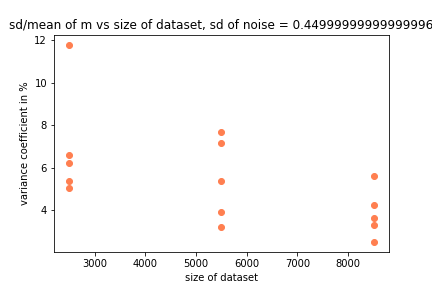 sd/mean of m vs size of dataset, sd of noise = 0.44999999999999996
12
10
8
6
4
variance coefficient in %
3000 4000 5000 6000 7000 8000
size of dataset